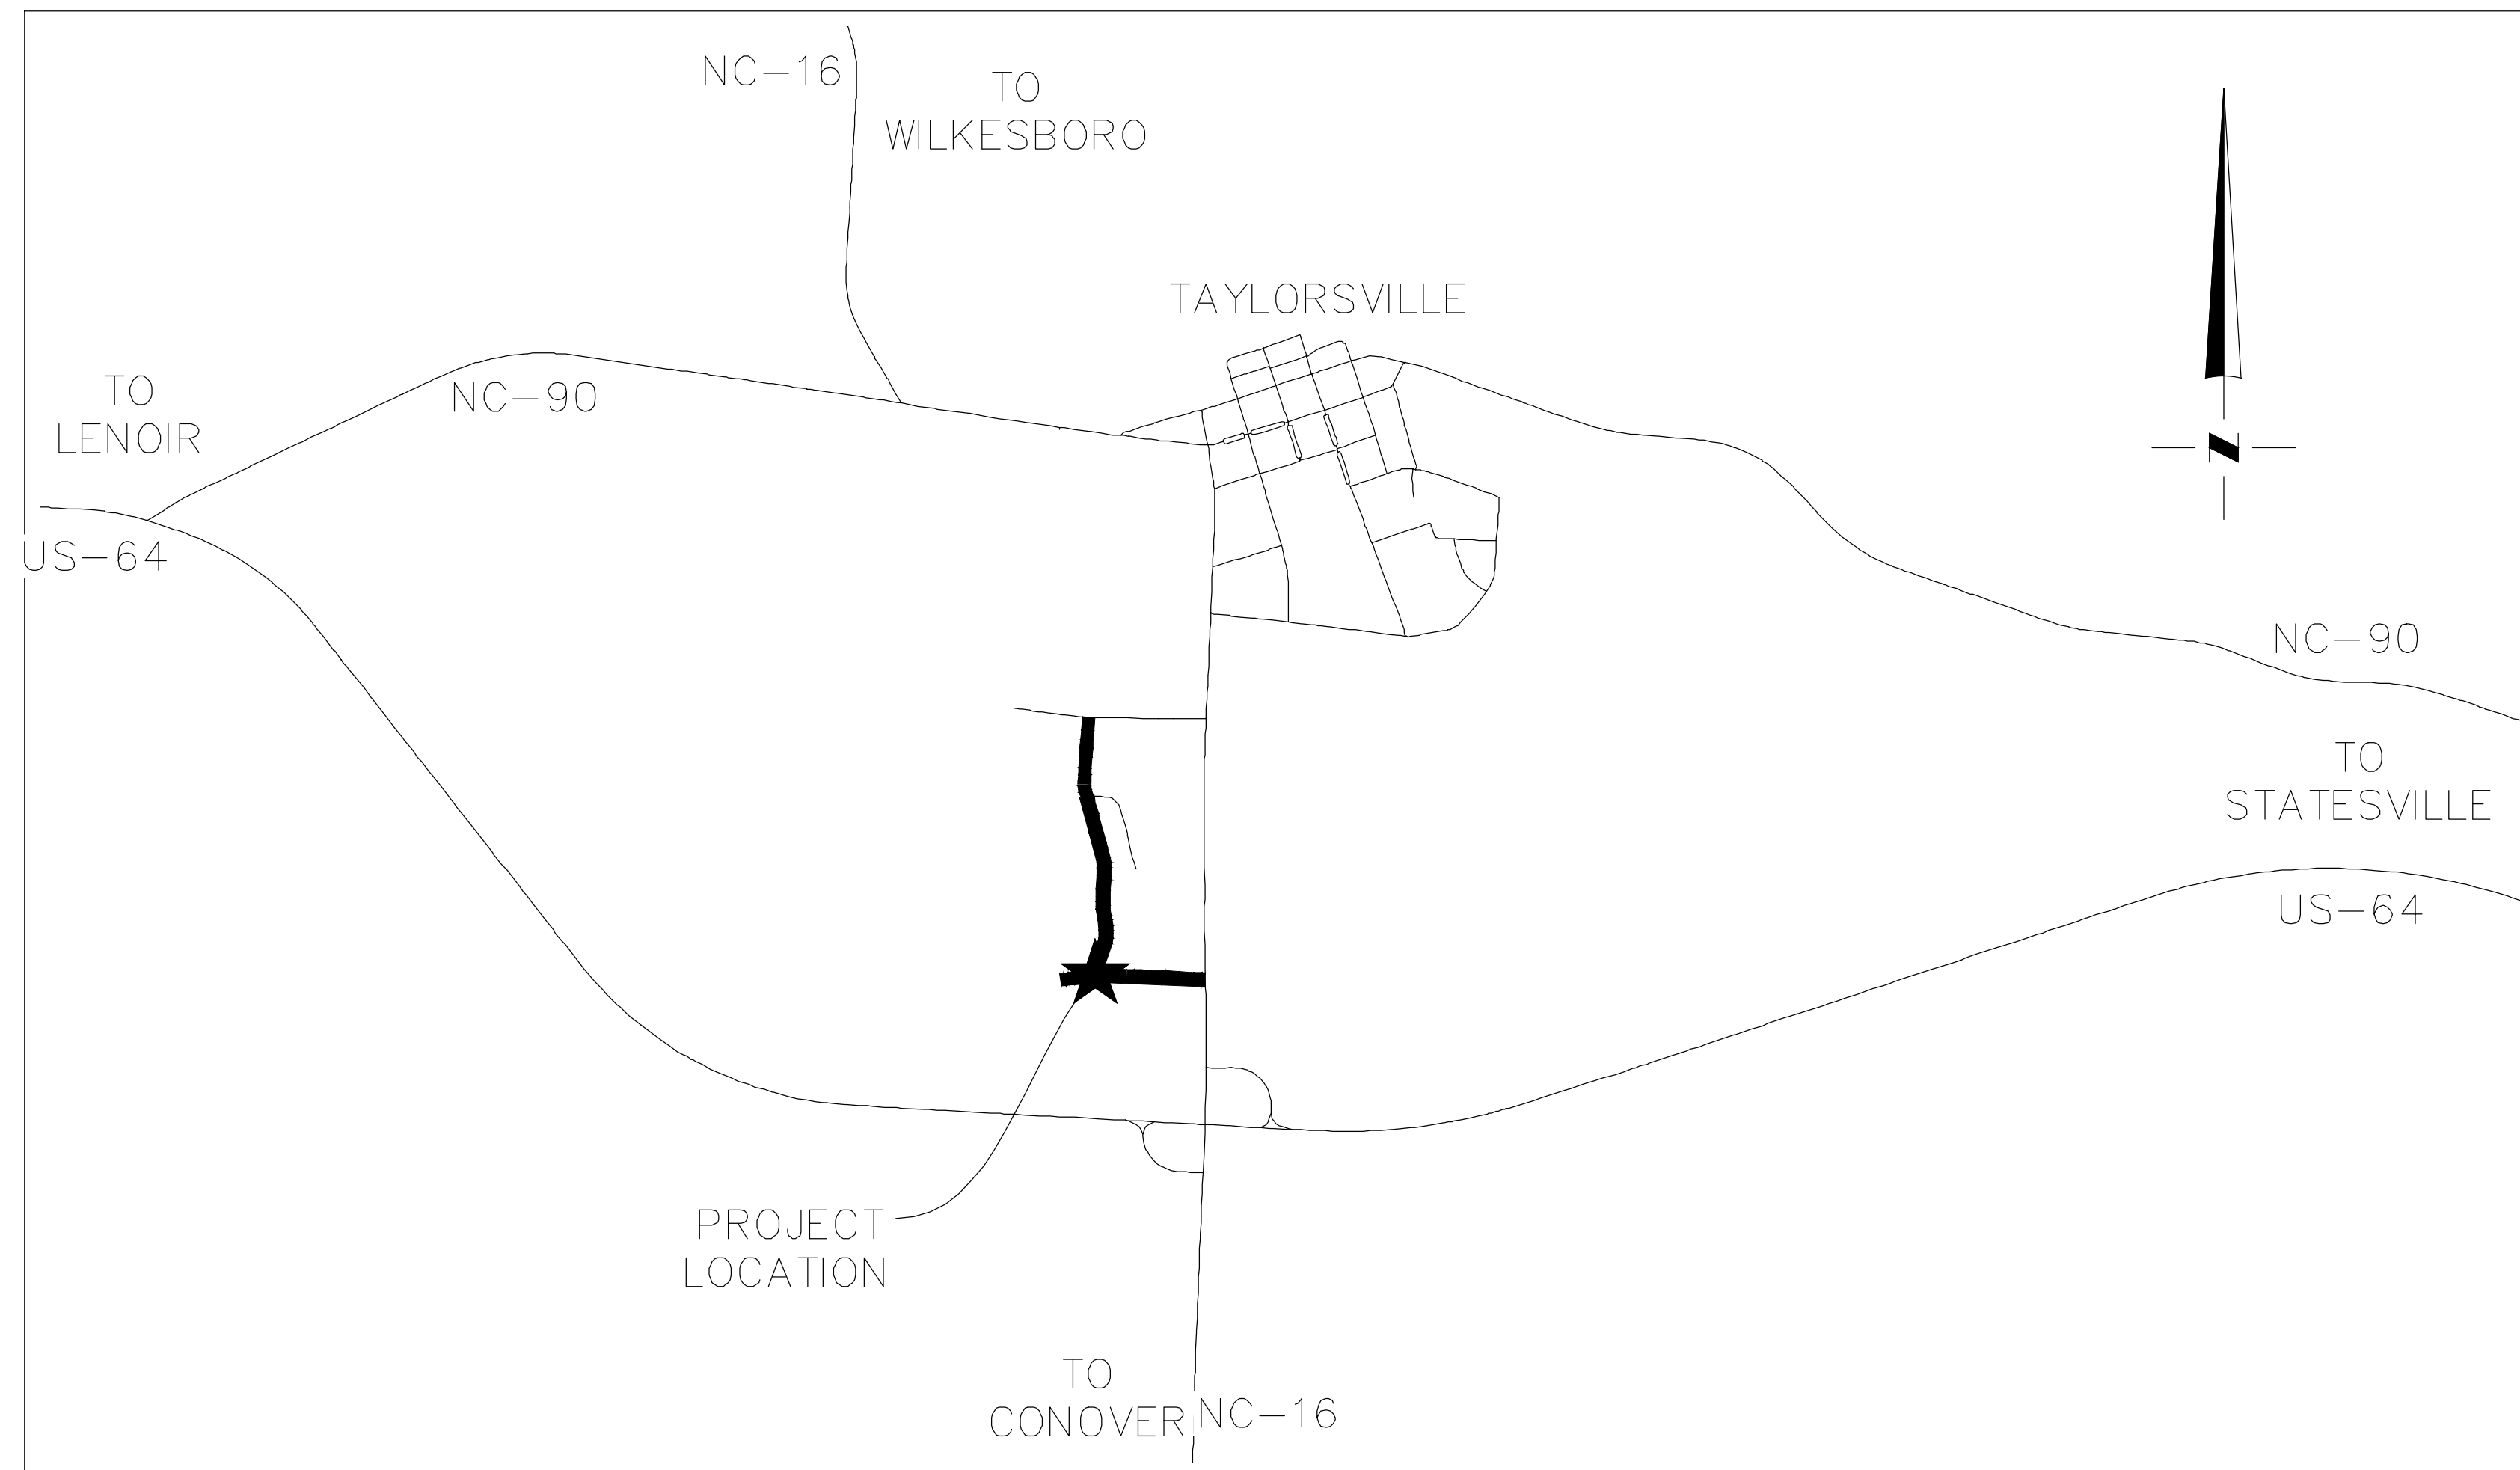 NC-16
TO
WILKESBORO
TAYLORSVILLE
TO
LENOIR
NC-90
N
US-64
NC-90
TO
STATESVILLE
US-64
PROJECT
LOCATION
TO
CONOVER
NC-16